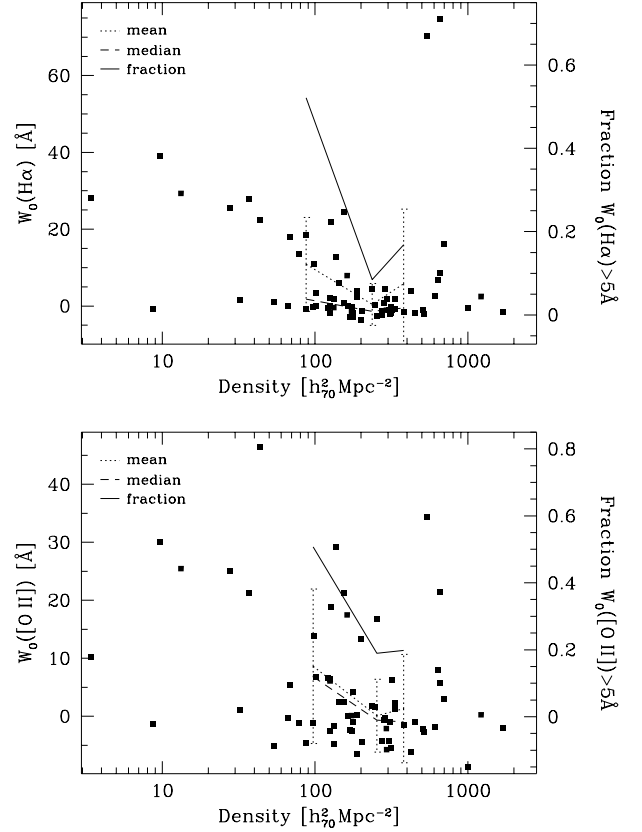 mean
median
fraction
60
40
20
0
W₀(Hα) [Å]
0.6
0.4
0.2
0
Fraction W₀(Hα)>5Å
10
100
1000
Density [h²₇₀Mpc⁻²]
mean
median
fraction
40
30
20
10
0
W₀([O II]) [Å]
0.8
0.6
0.4
0.2
0
Fraction W₀([O II])>5Å
10
100
1000
Density [h²₇₀Mpc⁻²]